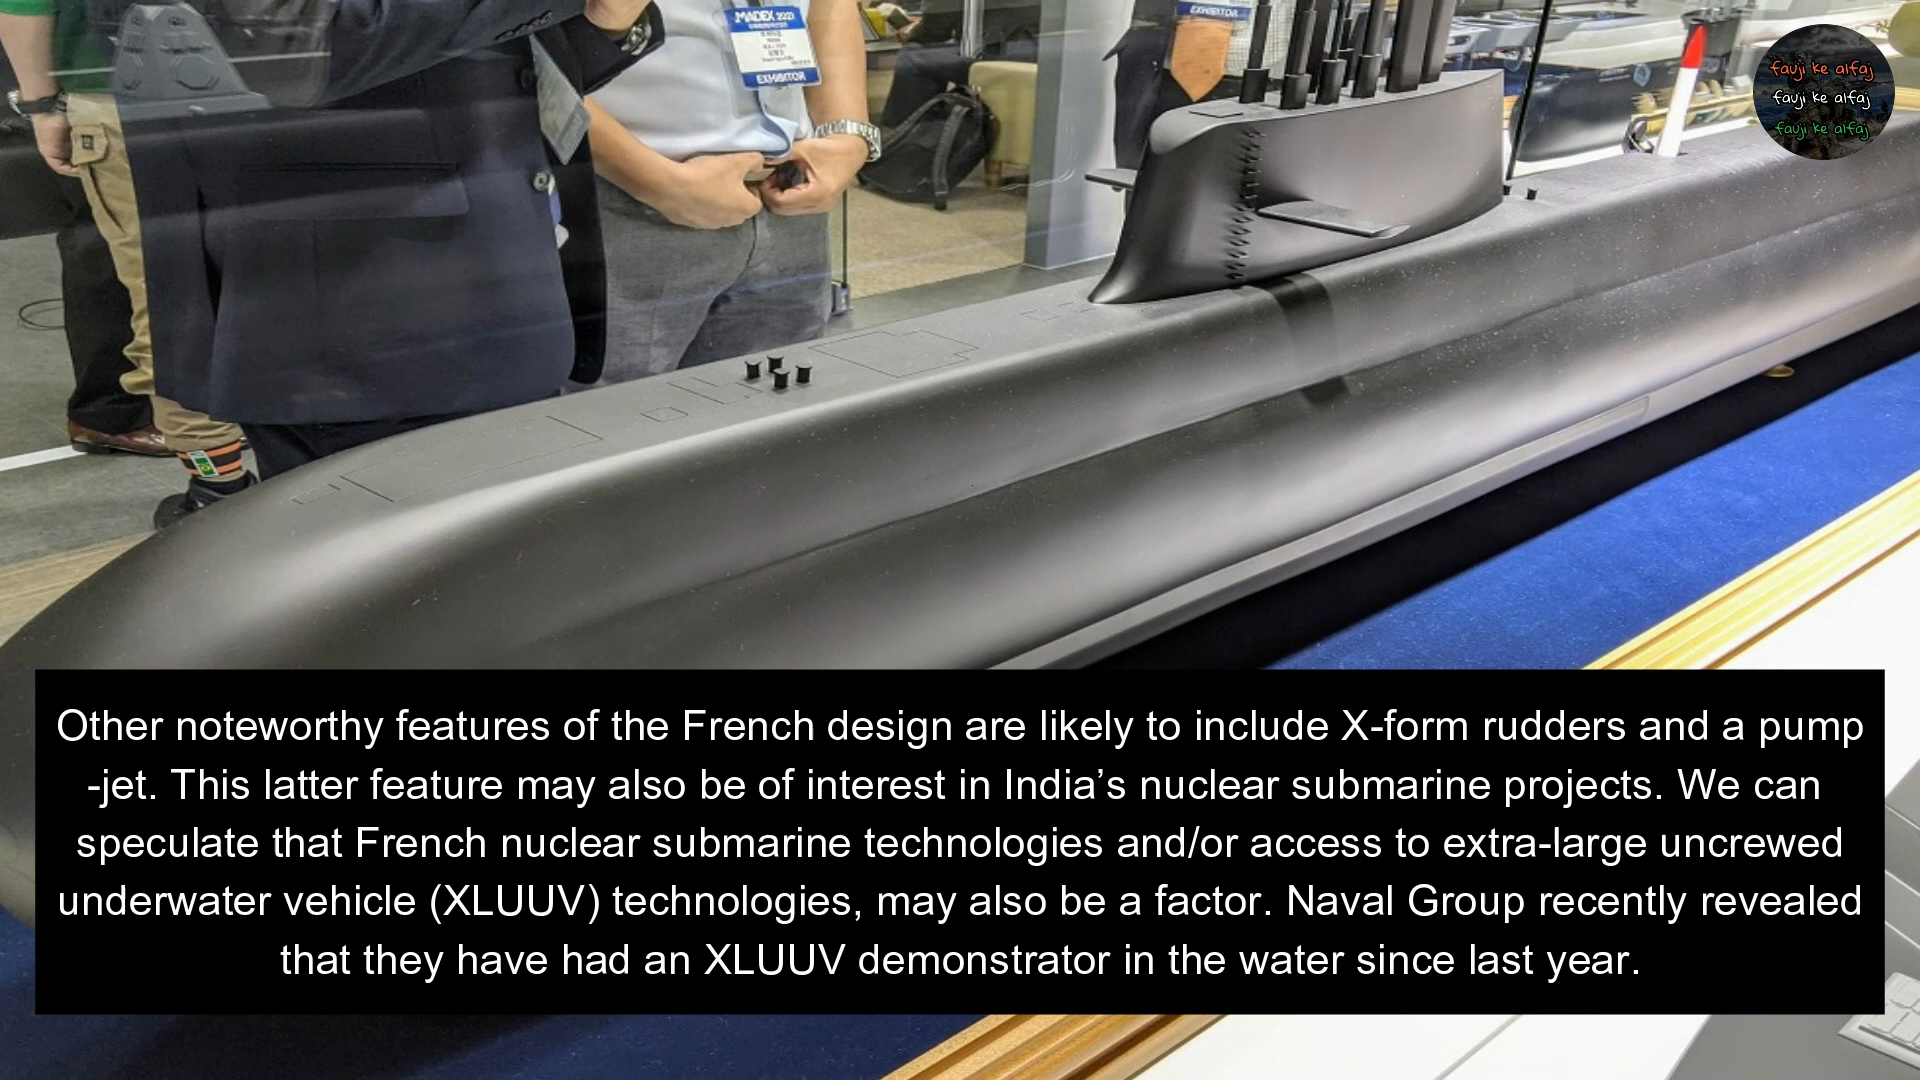 MADEX 2021
EXHIBITOR
EXHIBITOR
fauji ke alfaj
fauji ke alfaj
fauji ke alfaj
Other noteworthy features of the French design are likely to include X-form rudders and a pump
-jet. This latter feature may also be of interest in India’s nuclear submarine projects. We can
speculate that French nuclear submarine technologies and/or access to extra-large uncrewed
underwater vehicle (XLUUV) technologies, may also be a factor. Naval Group recently revealed
that they have had an XLUUV demonstrator in the water since last year.